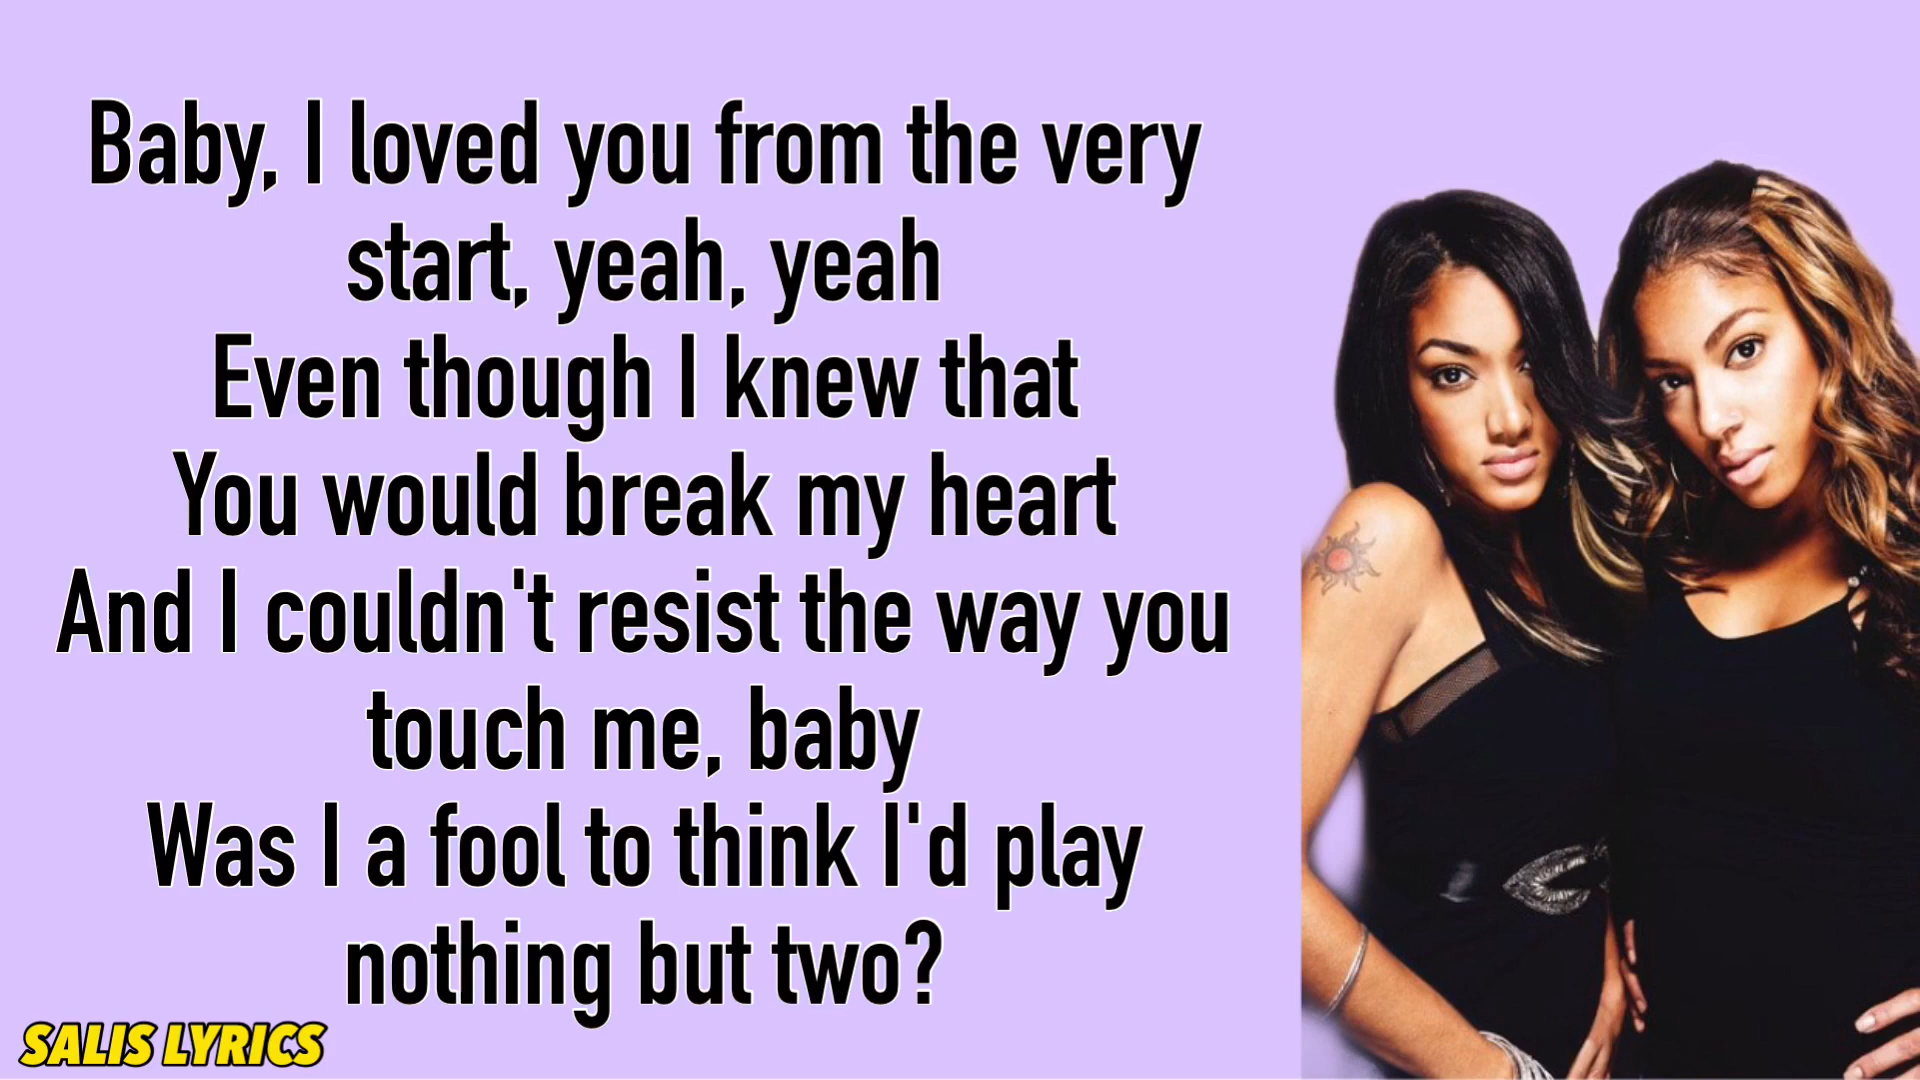 Baby, I loved you from the very
start, yeah, yeah
Even though I knew that
You would break my heart
And I couldn't resist the way you
touch me, baby
Was I a fool to think I'd play
nothing but two?
SALIS LYRICS